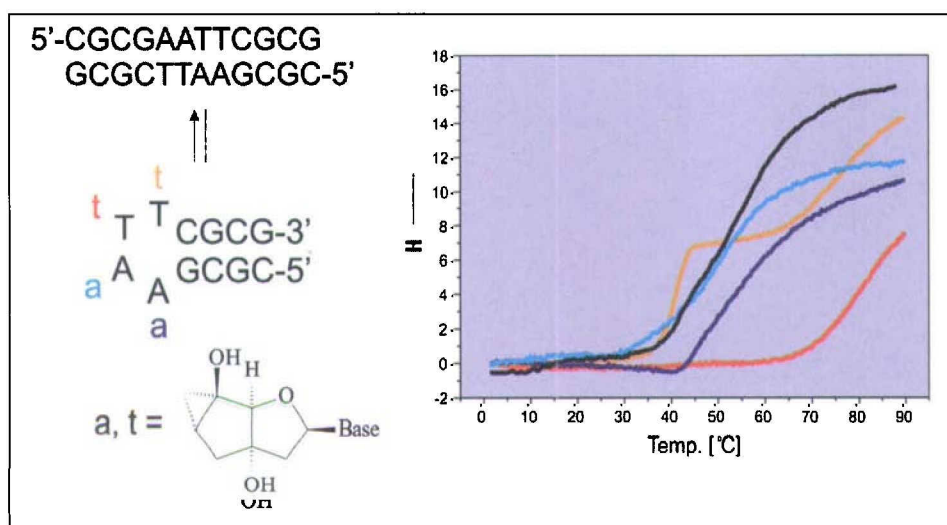 5'-CGCGAATTCGCG
GCGCTTAAGCGC-5'
t
t
T
T
CGCG-3'
A
A
GCGC-5'
a
a
a, t =
OH
H
O
Base
OH
OH
H
18
16
14
12
10
8
6
4
2
0
-2
0 10 20 30 40 50 60 70 80 90
Temp. [°C]